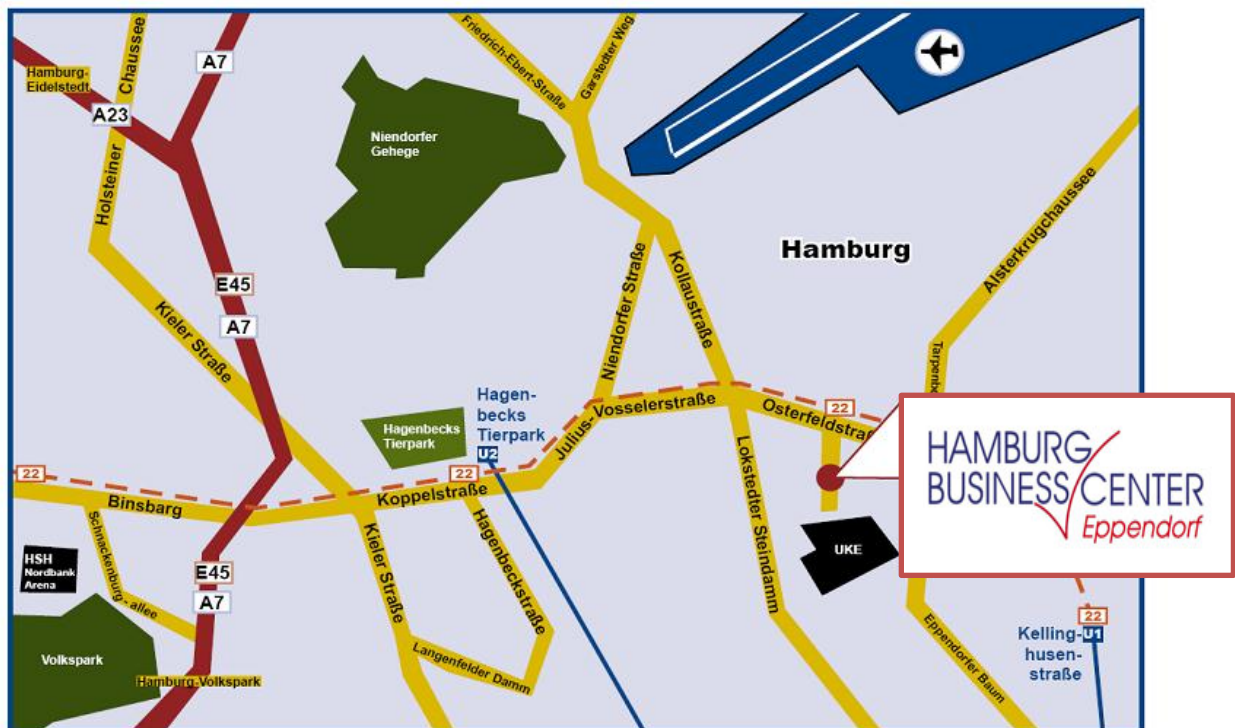 A7
Hamburg-
Eidelstedt
Chaussee
A23
Holsteiner
Friedrich-Ebert-Straße
Garstedter Weg
Niendorfer
Gehege
Hamburg
Alsterkrugchaussee
E45
A7
Kieler Straße
Niendorfer Straße
Kollaustraße
Hagen-
becks
Tierpark
U2
Hagenbecks
Tierpark
Julius-
Vosselerstraße
Osterfeldstraß
22
22
22
Binsbarg
Koppelstraße
Lokstedter Steindamm
HAMBURG
BUSINESS CENTER
Eppendorf
Schnackenburg - allee
HSH
Nordbank
Arena
E45
A7
Kieler Straße
Hagenbeckstraße
UKE
Langenfelder Damm
Eppendorfer Baum
22
U1
Kelling-
husen-
straße
Volkspark
Hamburg-Volkspark